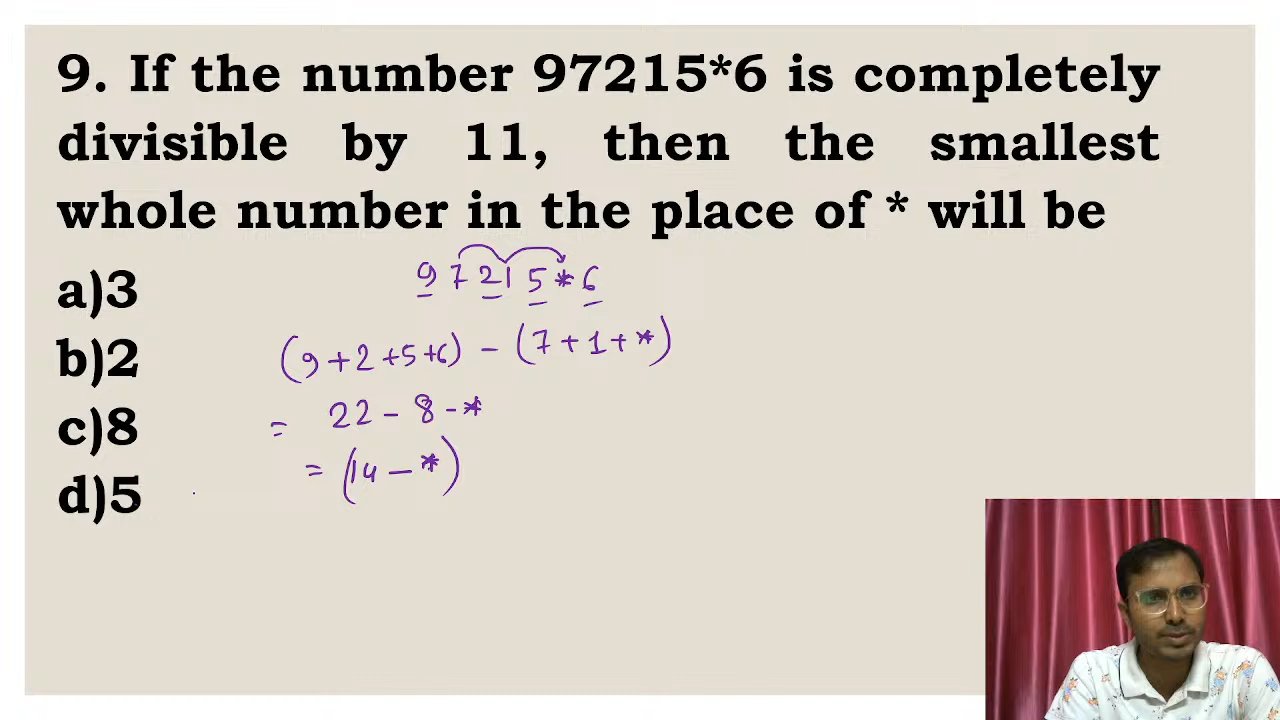 9. If the number 97215*6 is completely
divisible by 11, then the smallest
whole number in the place of * will be
a)3
b)2
c)8
d)5
97215*6
(9+2+5+6) - (7+1+*)
= 22-8-*
= (14-*)